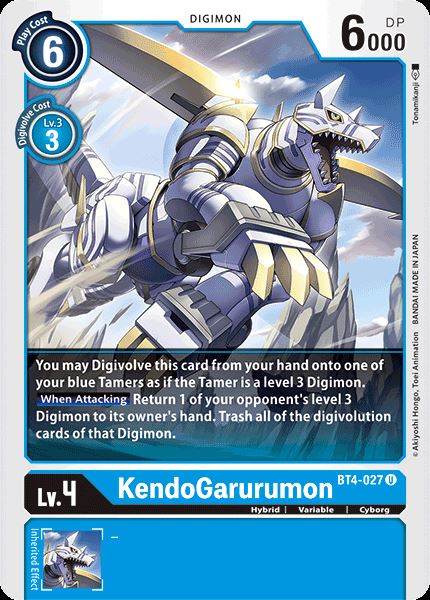 Play Cost
6
DIGIMON
6000
DP
Digivolve Cost
Lv.3
3
Tonamikanji
© Akiyoshi Hongo, Toei Animation BANDAI MADE IN JAPAN
You may Digivolve this card from your hand onto one of
your blue Tamers as if the Tamer is a level 3 Digimon.
When Attacking Return 1 of your opponent's level 3
Digimon to its owner's hand. Trash all of the digivolution
cards of that Digimon.
Lv.4
KendoGarurumon
BT4-027 U
Hybrid | Variable | Cyborg
Inherited Effect
–